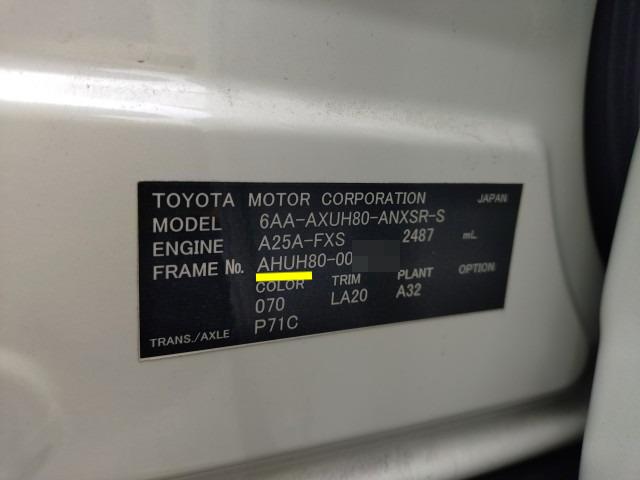 TOYOTA MOTOR CORPORATION JAPAN
MODEL 6AA-AXUH80-ANXSR-S
ENGINE A25A-FXS 2487 mL
FRAME No. AHUH80-00
COLOR TRIM PLANT OPTION
070 LA20 A32
TRANS./AXLE P71C